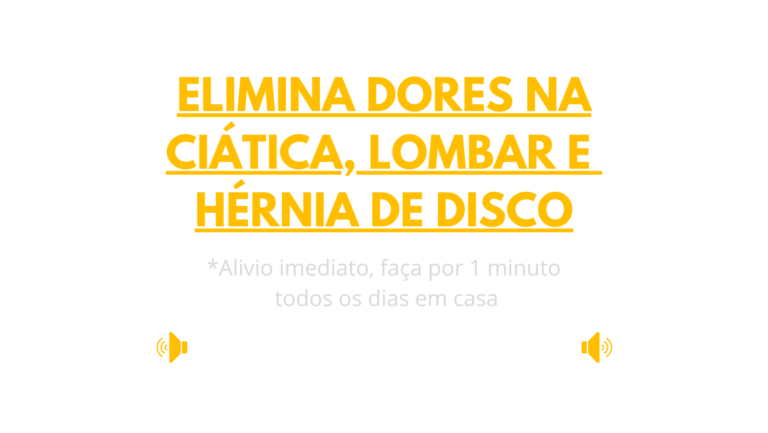 ELIMINA DORES NA
CIÁTICA, LOMBAR E
HÉRNIA DE DISCO
*Alivio imediato, faça por 1 minuto
todos os dias em casa